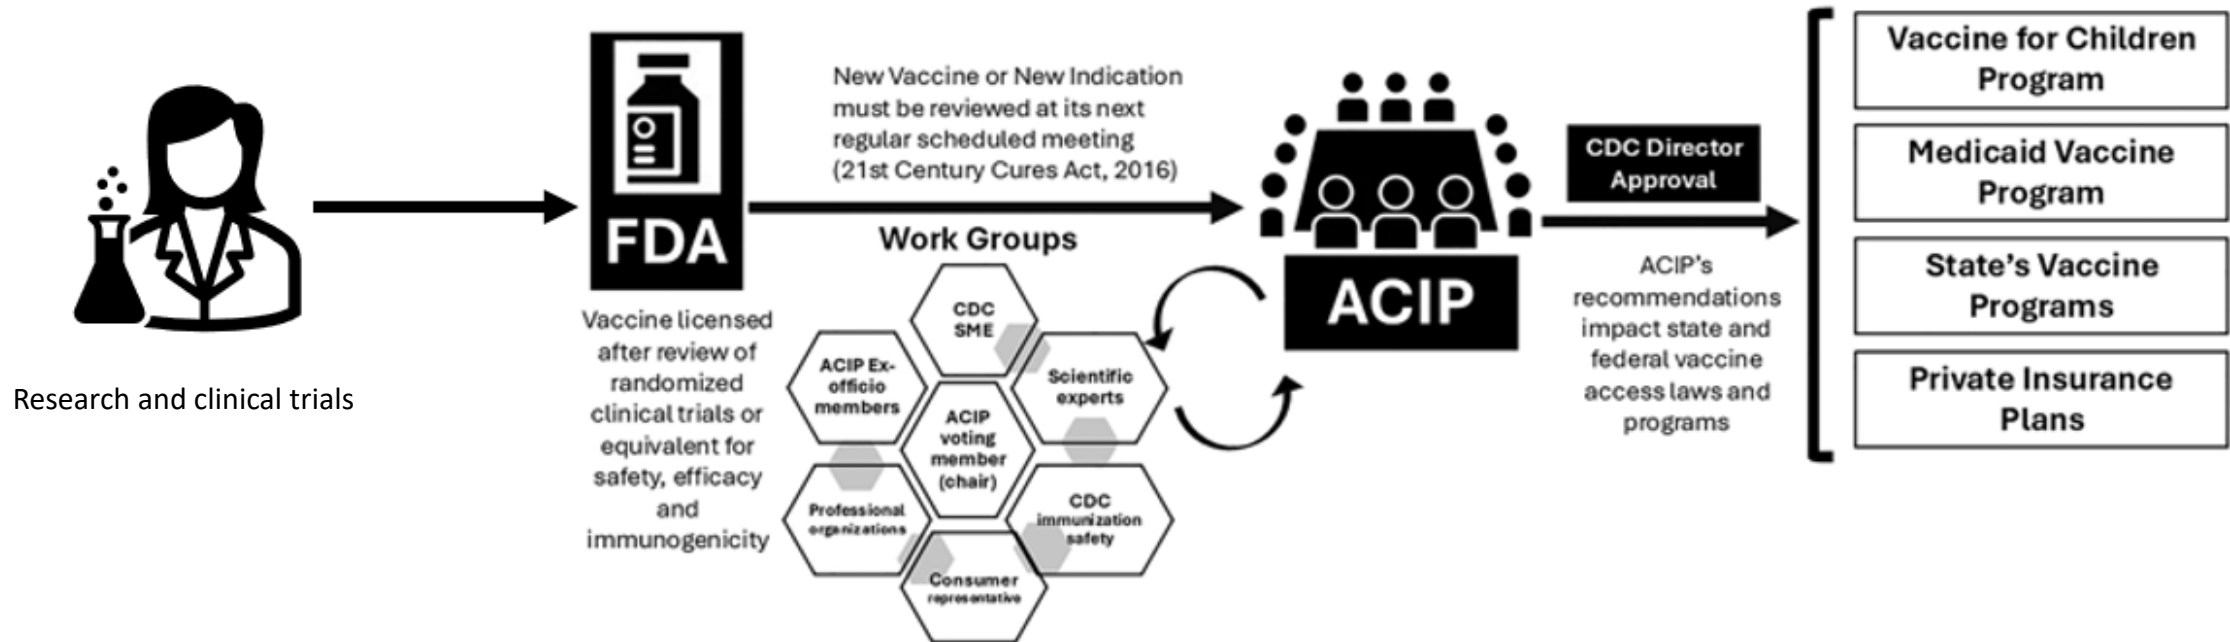 Research and clinical trials
FDA
Vaccine licensed
after review of
randomized
clinical trials or
equivalent for
safety, efficacy
and
immunogenicity
New Vaccine or New Indication
must be reviewed at its next
regular scheduled meeting
(21st Century Cures Act, 2016)
Work Groups
CDC
SME
ACIP Ex-
officio
members
Scientific
experts
ACIP
voting
member
(chair)
Professional
organizations
CDC
immunization
safety
Consumer
representative
ACIP
CDC Director
Approval
ACIP's
recommendations
impact state and
federal vaccine
access laws and
programs
Vaccine for Children
Program
Medicaid Vaccine
Program
State's Vaccine
Programs
Private Insurance
Plans